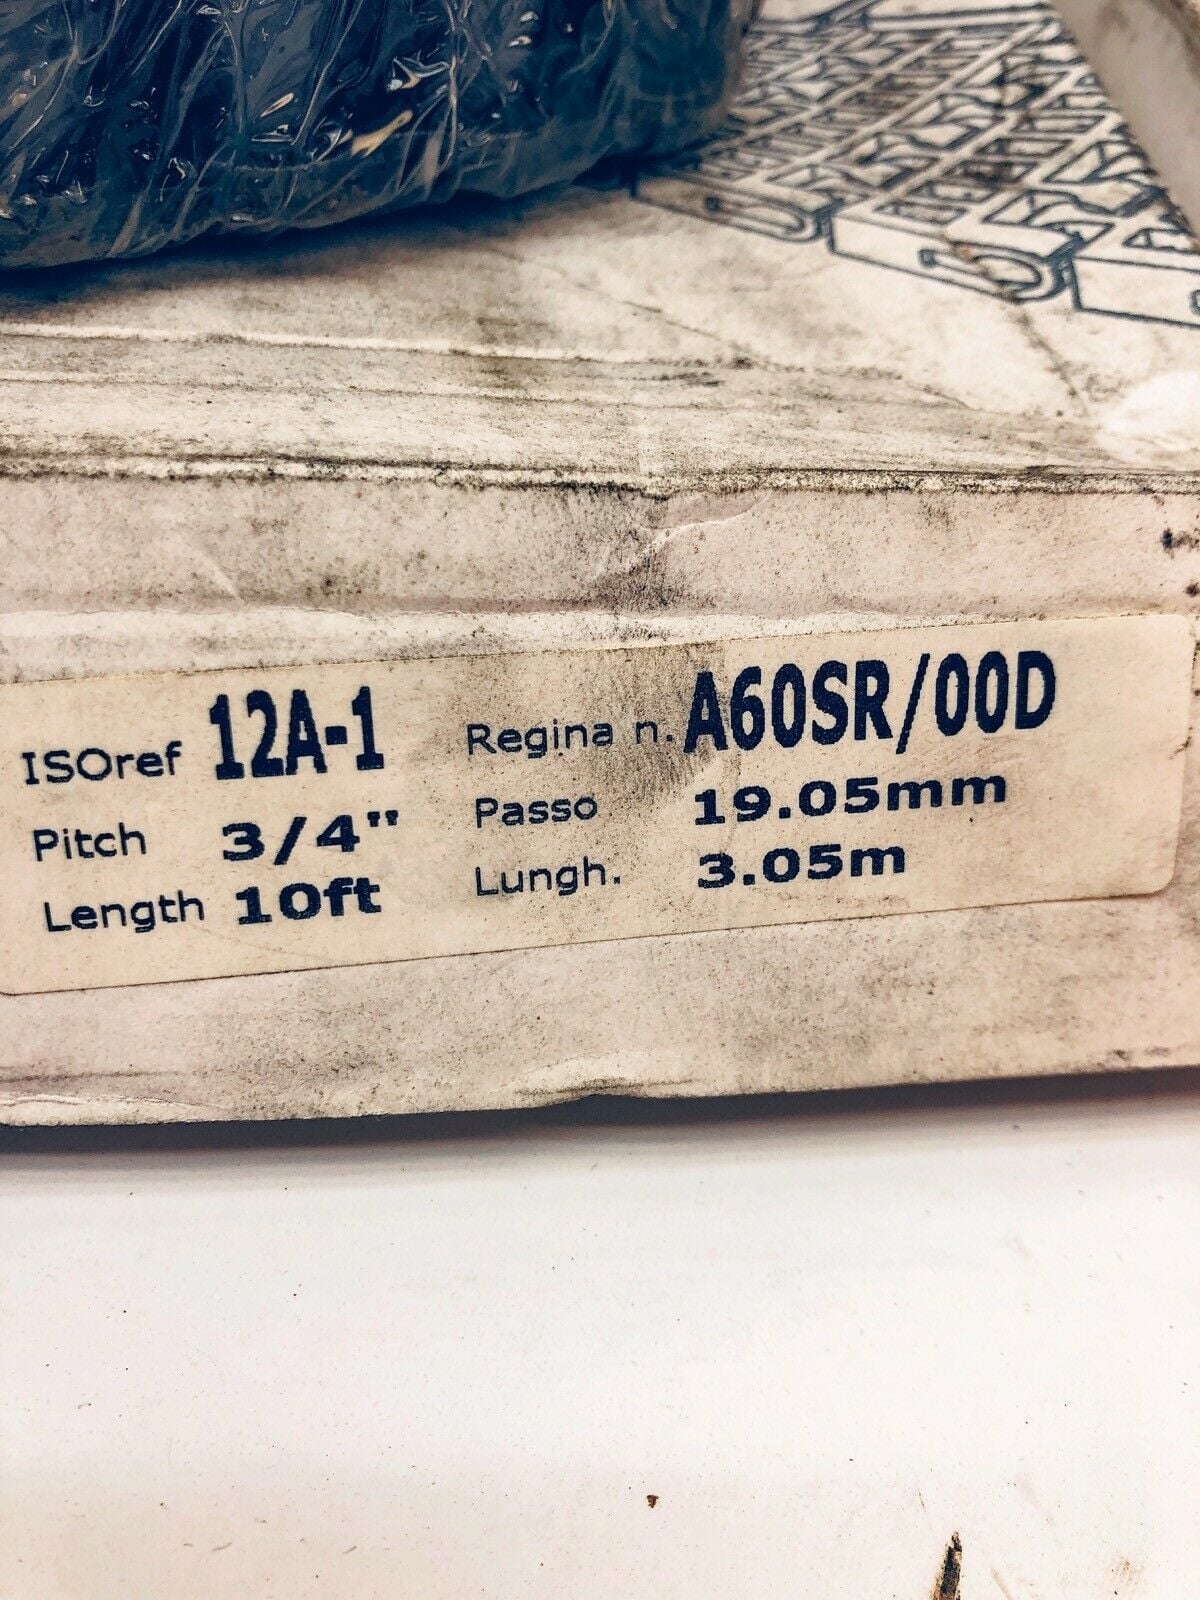 ISOref 12A-1 Regina n. A60SR/00D
Pitch 3/4" Passo 19.05mm
Length 10ft Lungh. 3.05m